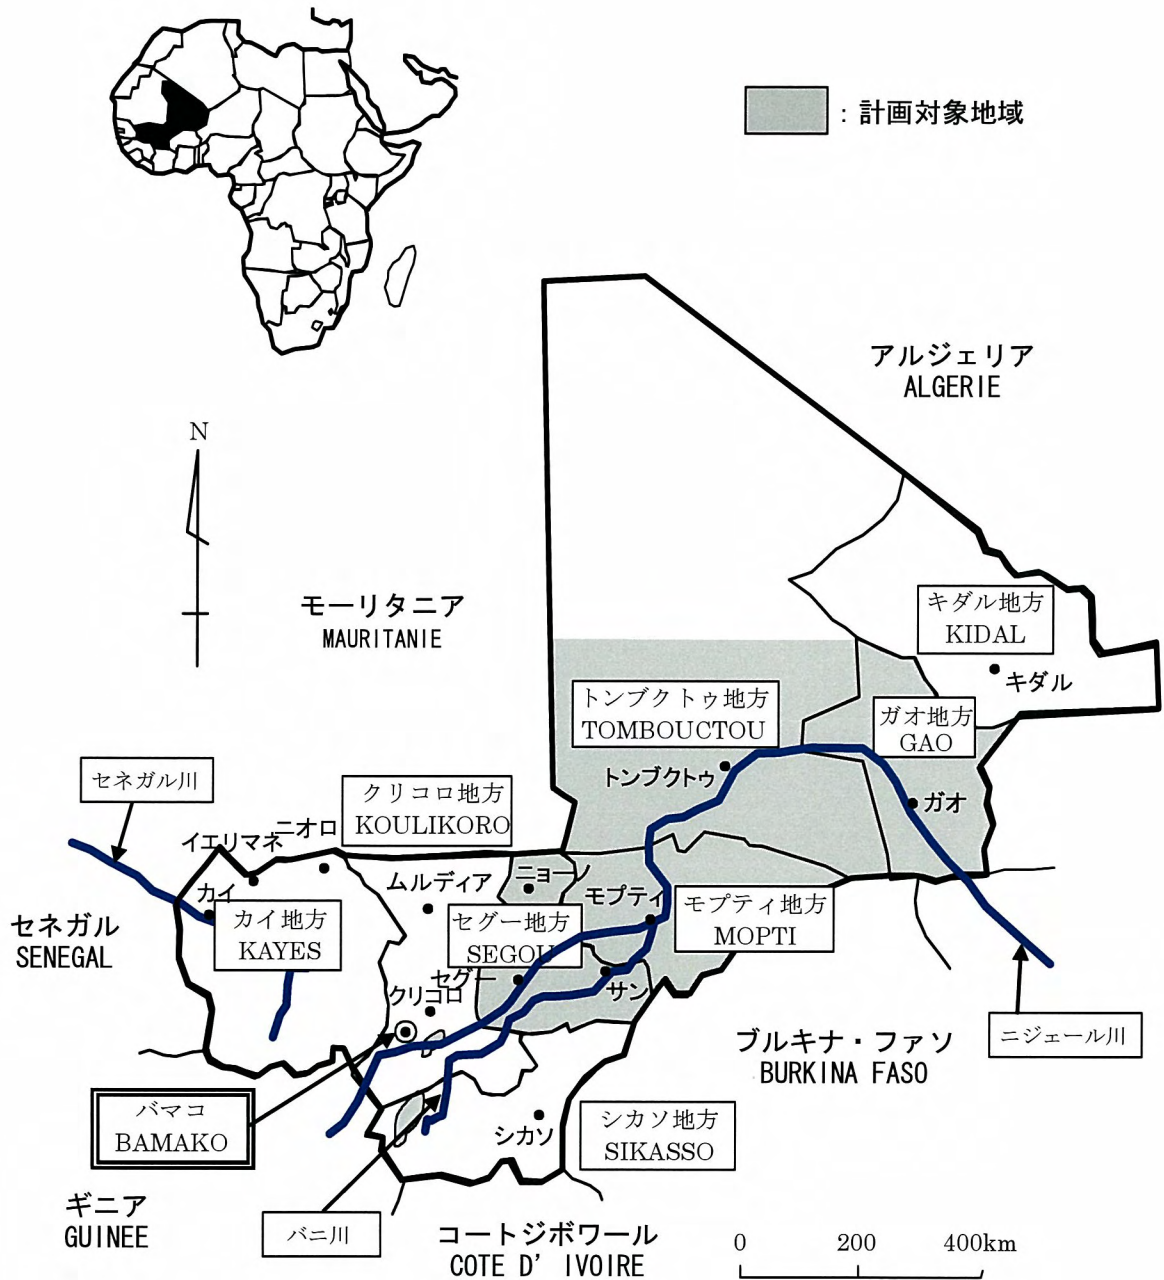 ：計画対象地域
アルジェリア
ALGERIE
N
モーリタニア
MAURITANIE
キダル地方
KIDAL
キダル
トンブクトゥ地方
TOMBOUCTOU
ガオ地方
GAO
トンブクトゥ
ガオ
セネガル川
クリコロ地方
KOULIKORO
ニオロ
イエリマネ
ムルディア
ニョーノ
カイ
モプティ
カイ地方
KAYES
セグー地方
SEGOU
モプティ地方
MOPTI
セネガル
SENEGAL
セグー
サン
クリコロ
ブルキナ・ファソ
BURKINA FASO
ニジェール川
バマコ
BAMAKO
シカソ
シカソ地方
SIKASSO
ギニア
GUINEE
バニ川
コートジボワール
COTE D' IVOIRE
0 200 400km